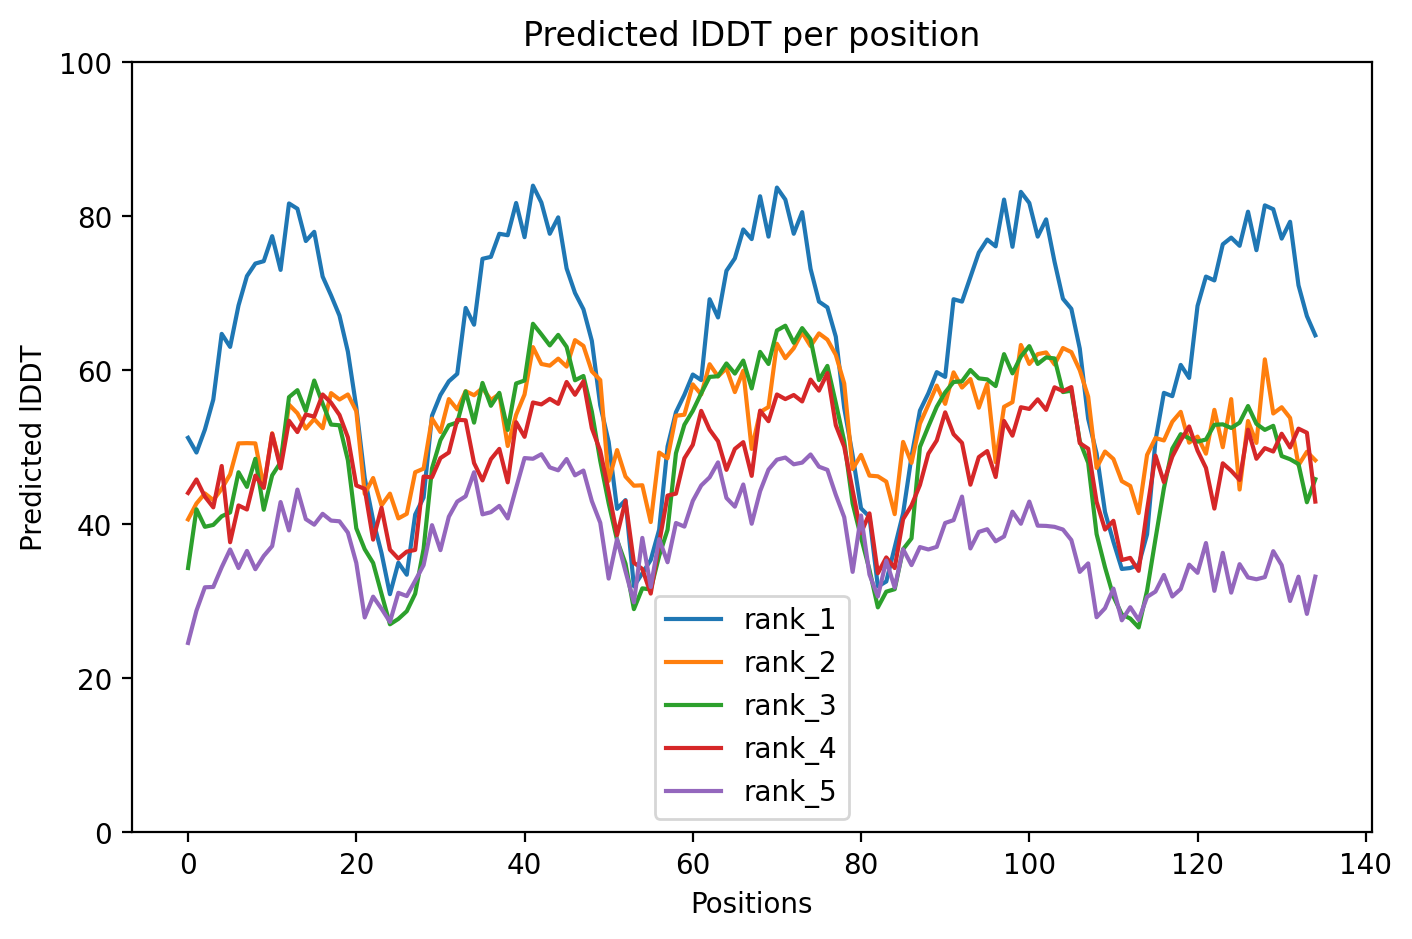 Predicted lDDT per position
100
80
60
40
20
0
Predicted lDDT
0 20 40 60 80 100 120 140
Positions
rank_1
rank_2
rank_3
rank_4
rank_5